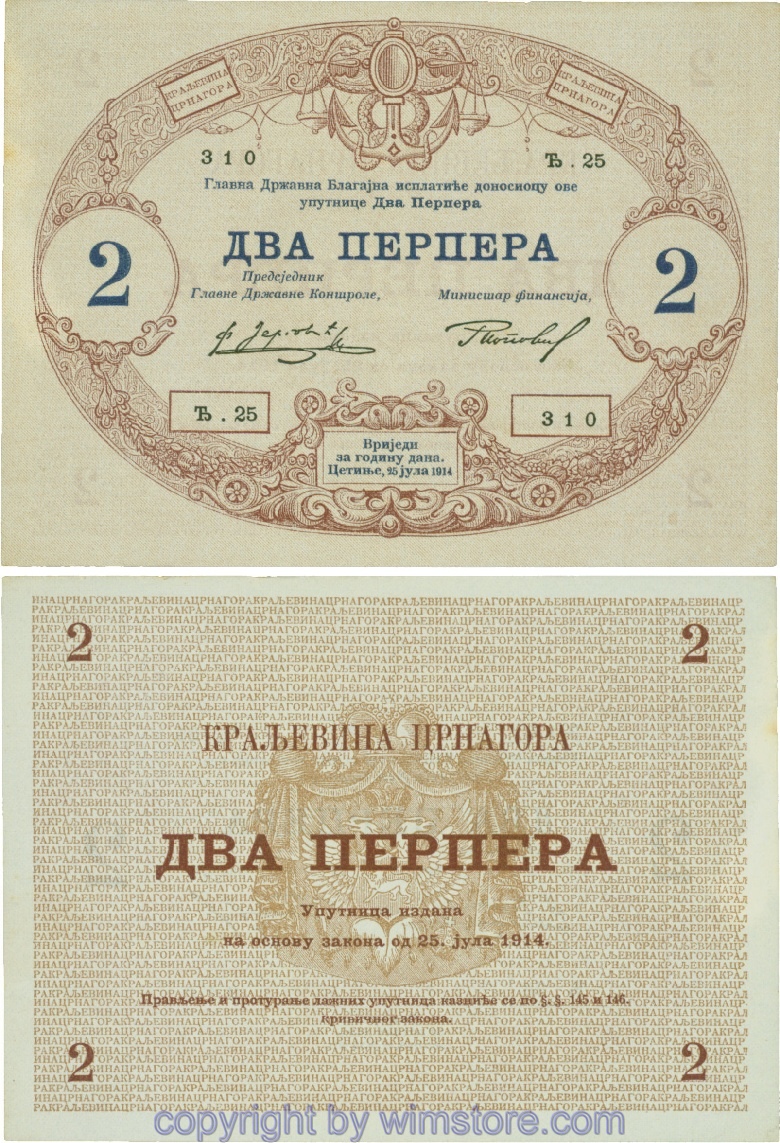 КРАЉЕВИНА
ЦРНАГОРА
КРАЉЕВИНА
ЦРНАГОРА
310
Ђ.25
Главна Државна Благајна исплатиће доносиоцу ове
упутнице Два Перпера
2
ДВА ПЕРПЕРА
2
Предсједник
Главне Државне Контроле,
Министар финансија,
Ђ.25
310
Вриједи
за годину дана.
Цетиње, 25 јула 1914
2
2
КРАЉЕВИНА ЦРНАГОРА
ДВА ПЕРПЕРА
Упутница издана
на основу закона од 25. јула 1914.
Прављење и протурање лажних упутница казниће се по §. §. 145 и 146.
кривичног закона.
2
2
copyright by wimstore.com